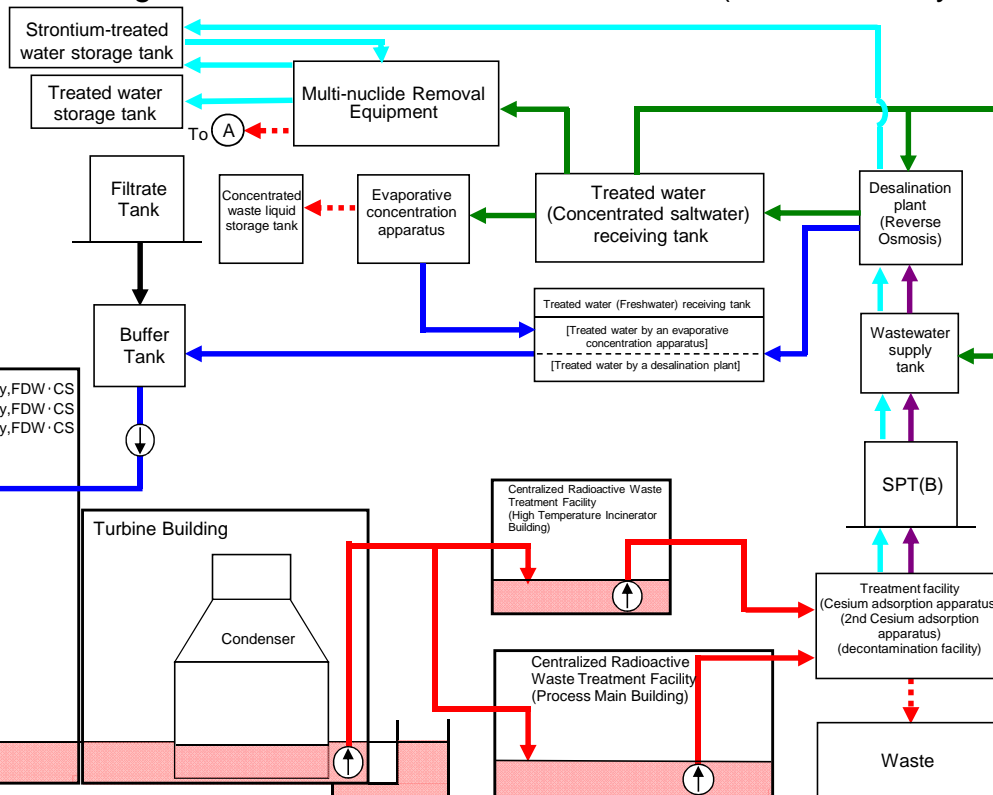 Strontium-treated
water storage tank
Treated water
storage tank
Multi-nuclide Removal
Equipment
To A
Filtrate
Tank
Concentrated
waste liquid
storage tank
Evaporative
concentration
apparatus
Treated water
(Concentrated saltwater)
receiving tank
Desalination
plant
(Reverse
Osmosis)
Treated water (Freshwater) receiving tank
[Treated water by an evaporative
concentration apparatus]
[Treated water by a desalination plant]
Buffer
Tank
Wastewater
supply
tank
y,FDW·CS
y,FDW·CS
y,FDW·CS
SPT(B)
Turbine Building
Condenser
Centralized Radioactive Waste
Treatment Facility
(High Temperature Incinerator
Building)
Centralized Radioactive
Waste Treatment Facility
(Process Main Building)
Treatment facility
(Cesium adsorption apparatus
(2nd Cesium adsorption
apparatus)
(decontamination facility)
Waste